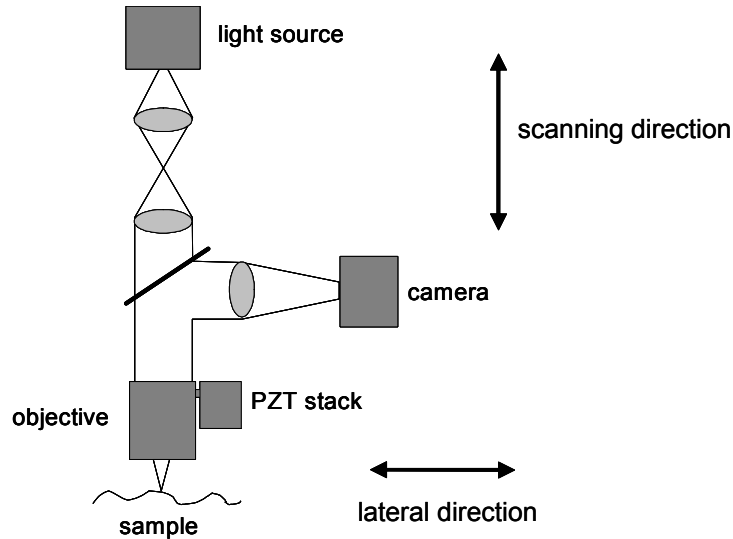 light source
scanning direction
camera
PZT stack
objective
lateral direction
sample